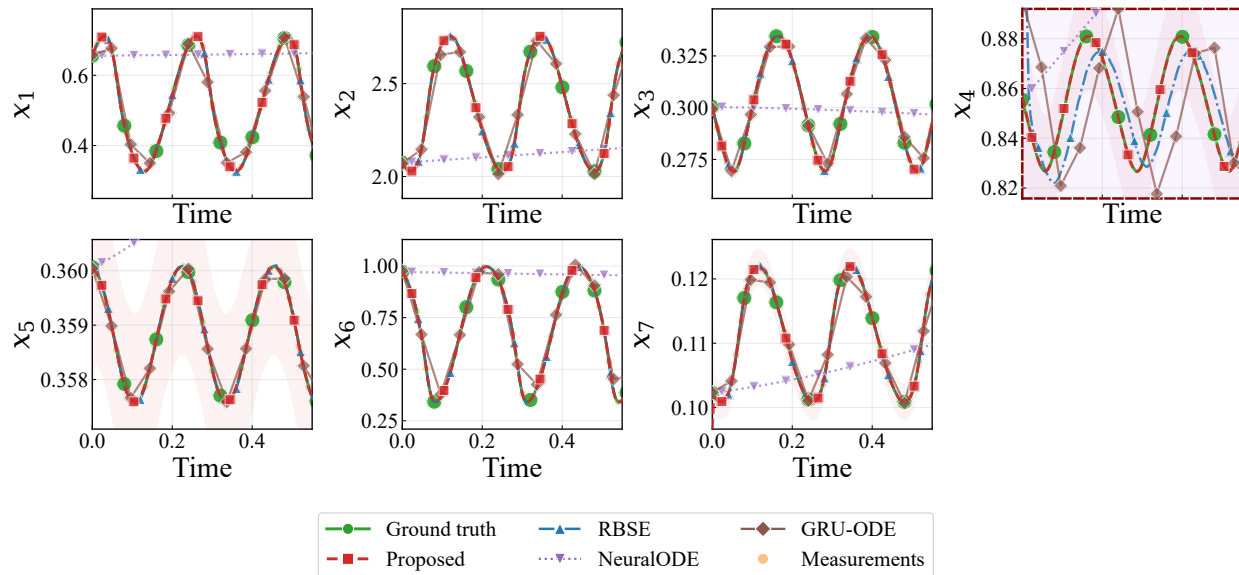 x1
0.6
0.4
Time
x2
2.5
2.0
Time
x3
0.325
0.300
0.275
Time
x4
0.88
0.86
0.84
0.82
Time
x5
0.360
0.359
0.358
0.0 0.2 0.4
Time
x6
1.00
0.75
0.50
0.25
0.0 0.2 0.4
Time
x7
0.12
0.11
0.10
0.0 0.2 0.4
Time
Ground truth RBSE GRU-ODE
Proposed NeuralODE Measurements